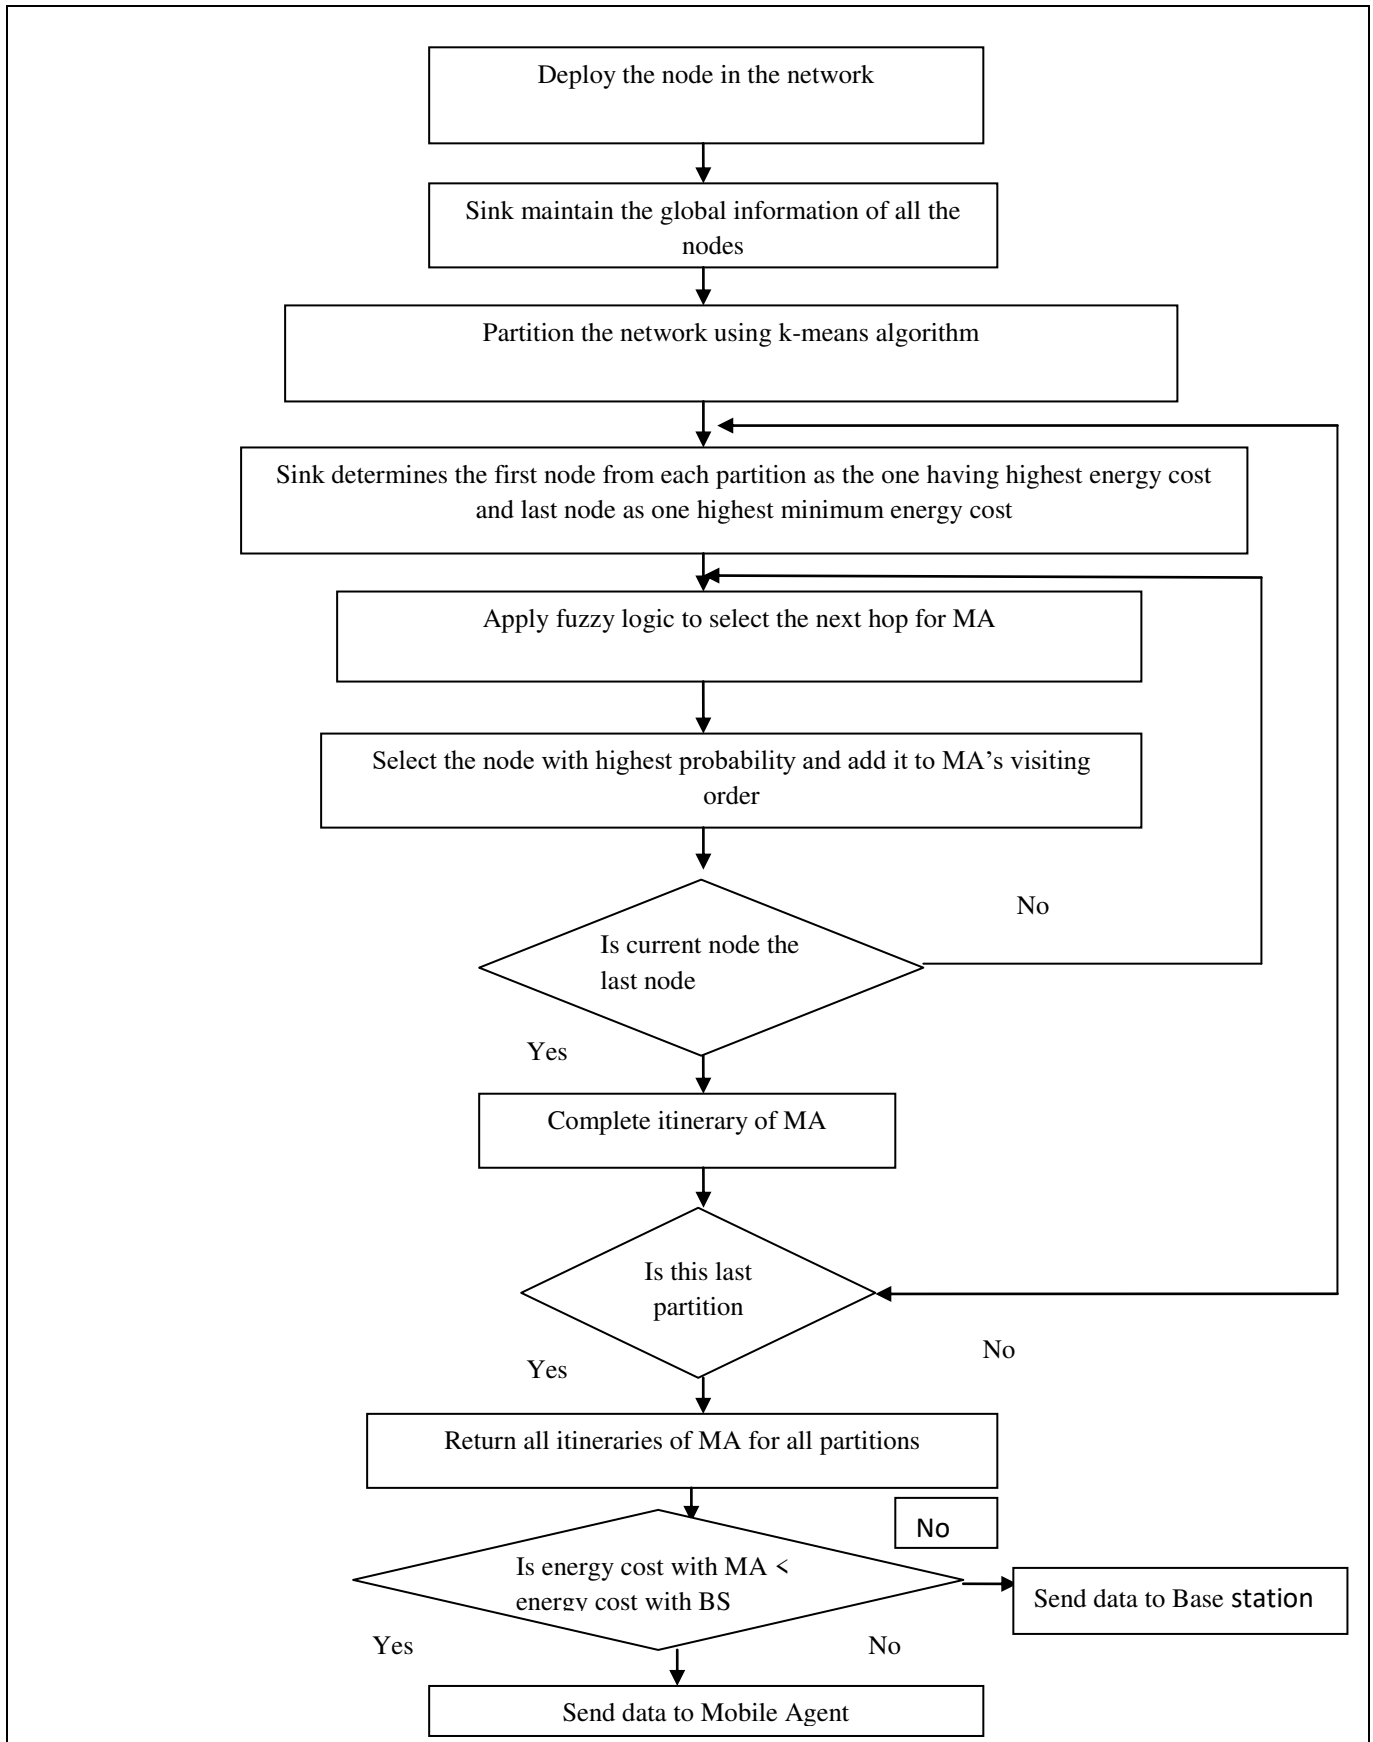 Deploy the node in the network
Sink maintain the global information of all the
nodes
Partition the network using k-means algorithm
Sink determines the first node from each partition as the one having highest energy cost
and last node as one highest minimum energy cost
Apply fuzzy logic to select the next hop for MA
Select the node with highest probability and add it to MA’s visiting
order
No
Is current node the
last node
Yes
Complete itinerary of MA
Is this last
partition
No
Yes
Return all itineraries of MA for all partitions
No
Is energy cost with MA <
energy cost with BS
Send data to Base station
Yes
No
Send data to Mobile Agent